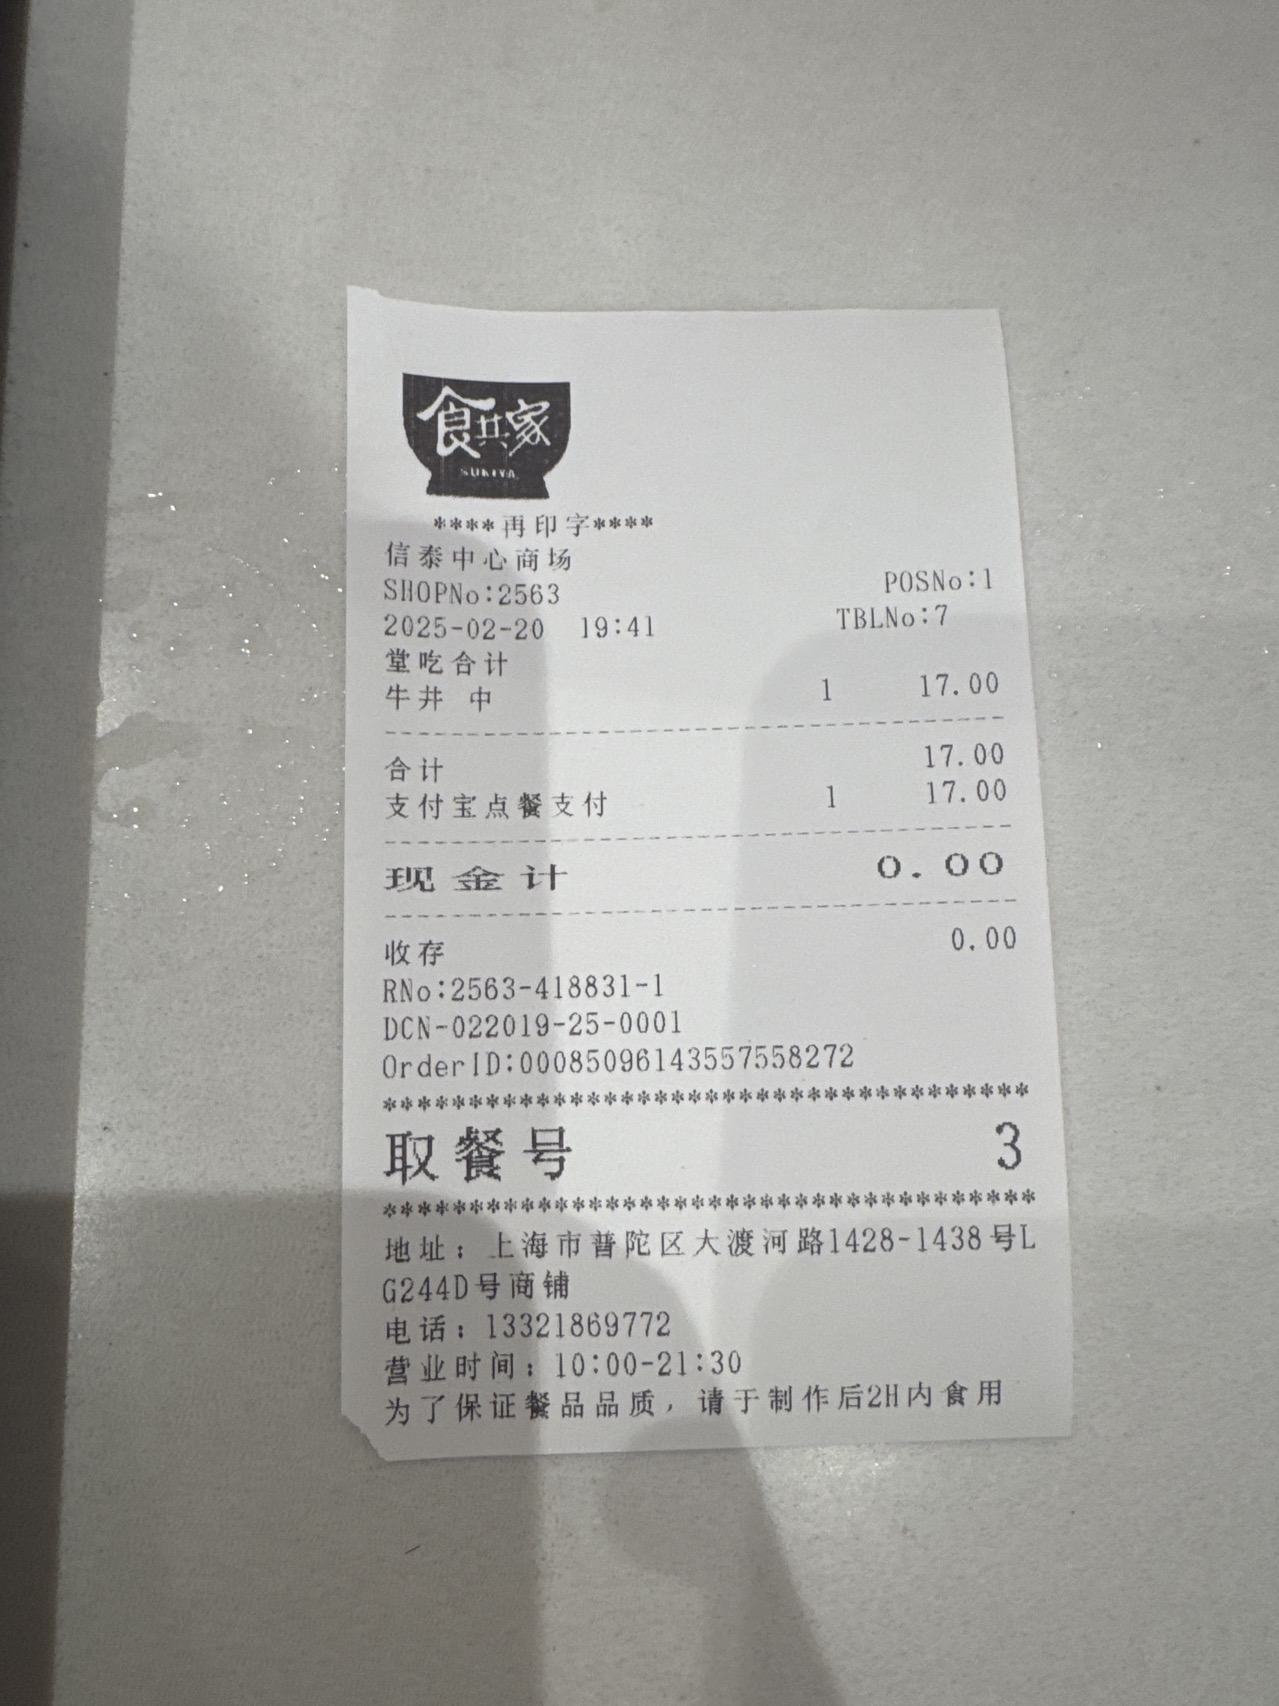 食其家
SUKIYA
****再印字****
信泰中心商场
SHOPNo:2563 POSNo:1
2025-02-20 19:41 TBLNo:7
堂吃合计
牛井 中 1 17.00
合计 17.00
支付宝点餐支付 1 17.00
现金计 0.00
收存 0.00
RNo:2563-418831-1
DCN-022019-25-0001
OrderID:00085096143557558272
**************************************
取餐号 3
**************************************
地址：上海市普陀区大渡河路1428-1438号L
G244D号商铺
电话：13321869772
营业时间：10:00-21:30
为了保证餐品品质，请于制作后2H内食用